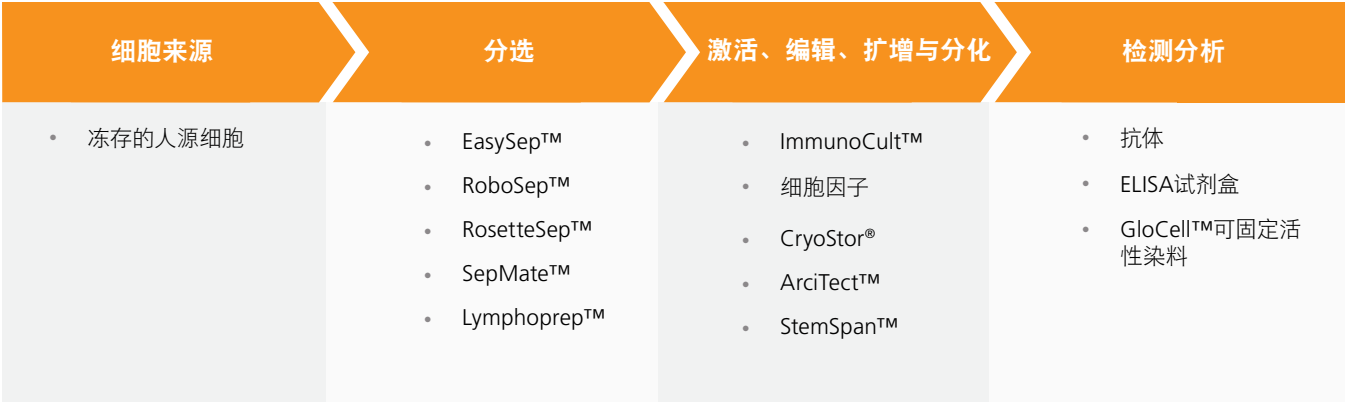 细胞来源
分选
激活、编辑、扩增与分化
检测分析
• 冻存的人源细胞
• EasySep™
• RoboSep™
• RosetteSep™
• SepMate™
• Lymphoprep™
• ImmunoCult™
• 细胞因子
• CryoStor®
• ArciTect™
• StemSpan™
• 抗体
• ELISA试剂盒
• GloCell™可固定活
性染料